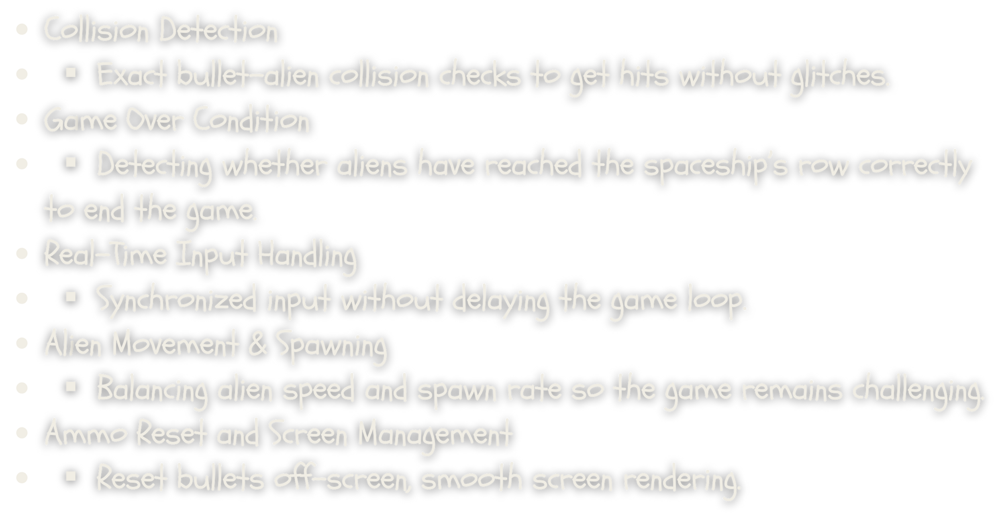 • Collision Detection
• ▪ Exact bullet-alien collision checks to get hits without glitches.
• Game Over Condition
• ▪ Detecting whether aliens have reached the spaceship's row correctly
to end the game.
• Real-Time Input Handling
• ▪ Synchronized input without delaying the game loop.
• Alien Movement & Spawning
• ▪ Balancing alien speed and spawn rate so the game remains challenging.
• Ammo Reset and Screen Management
• ▪ Reset bullets off-screen, smooth screen rendering.